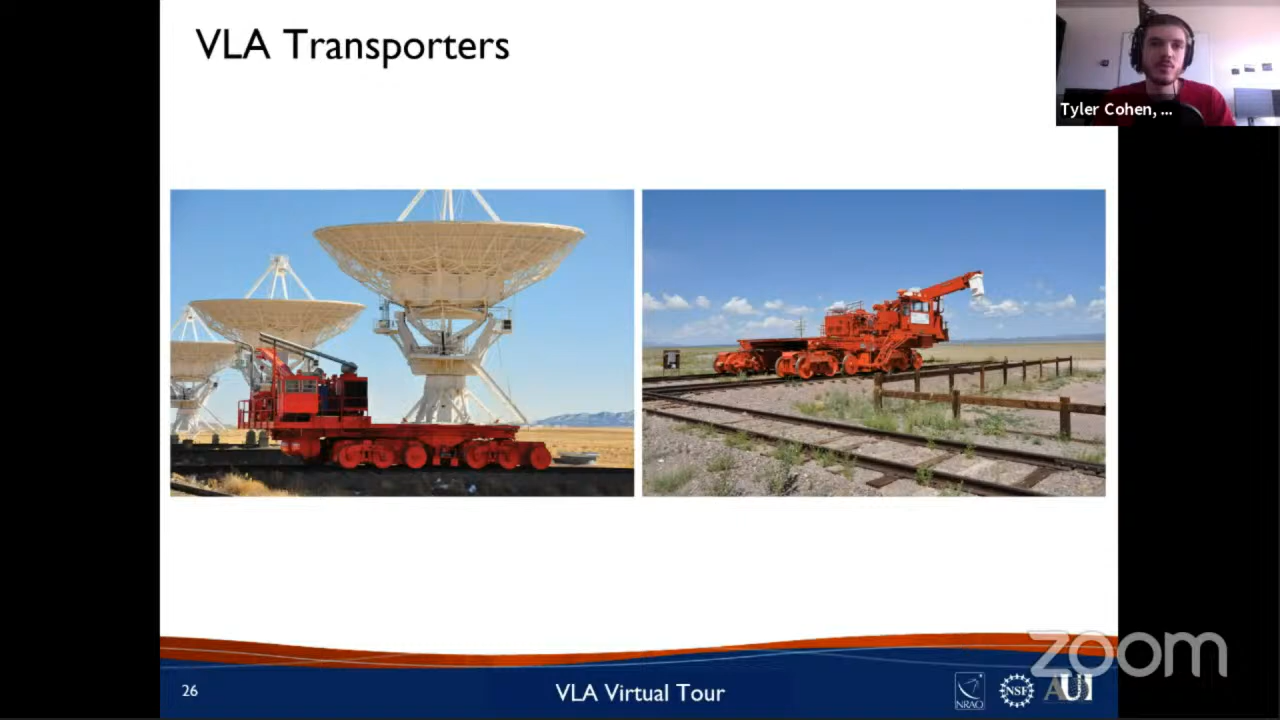 VLA Transporters
Tyler Cohen, ...
26
VLA Virtual Tour
NRAO
NSF
AUI
zoom